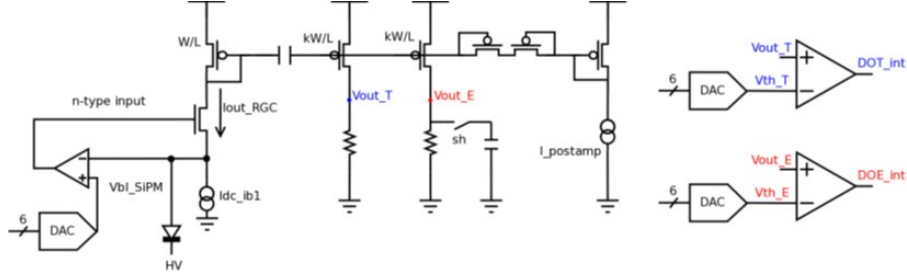 W/L
kW/L
kW/L
n-type input
Iout_RGC
Vout_T
Vout_E
sh
I_postamp
Vbl_SiPM
Idc_ib1
6
DAC
HV
Vout_T
DOT_int
6
DAC
Vth_T
Vout_E
DOE_int
6
DAC
Vth_E